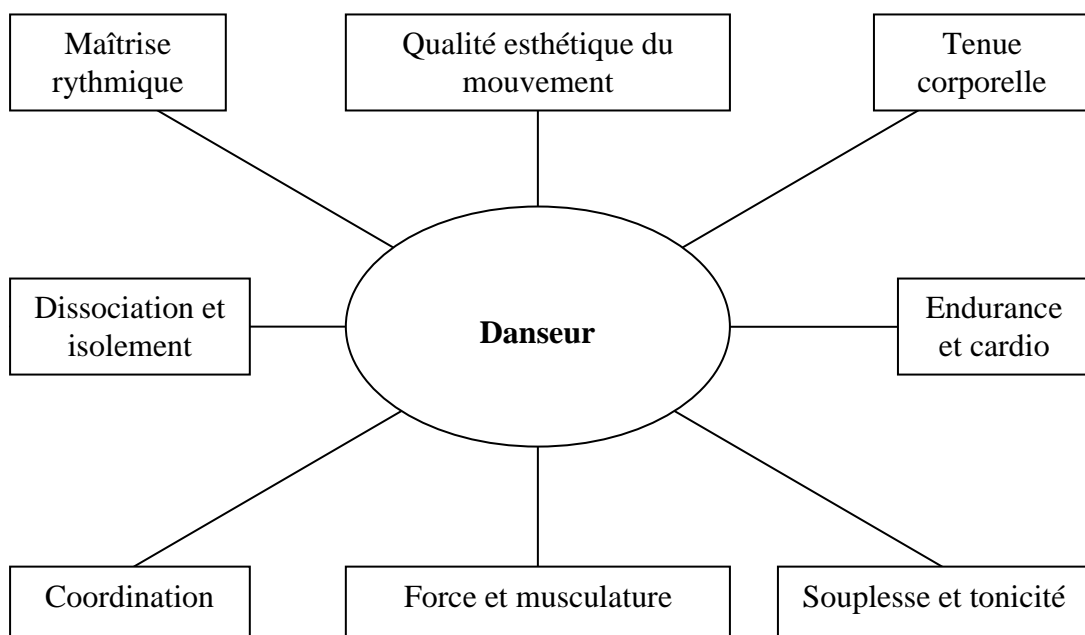 Maîtrise
rythmique
Qualité esthétique du
mouvement
Tenue
corporelle
Dissociation et
isolement
Danseur
Endurance
et cardio
Coordination
Force et musculature
Souplesse et tonicité